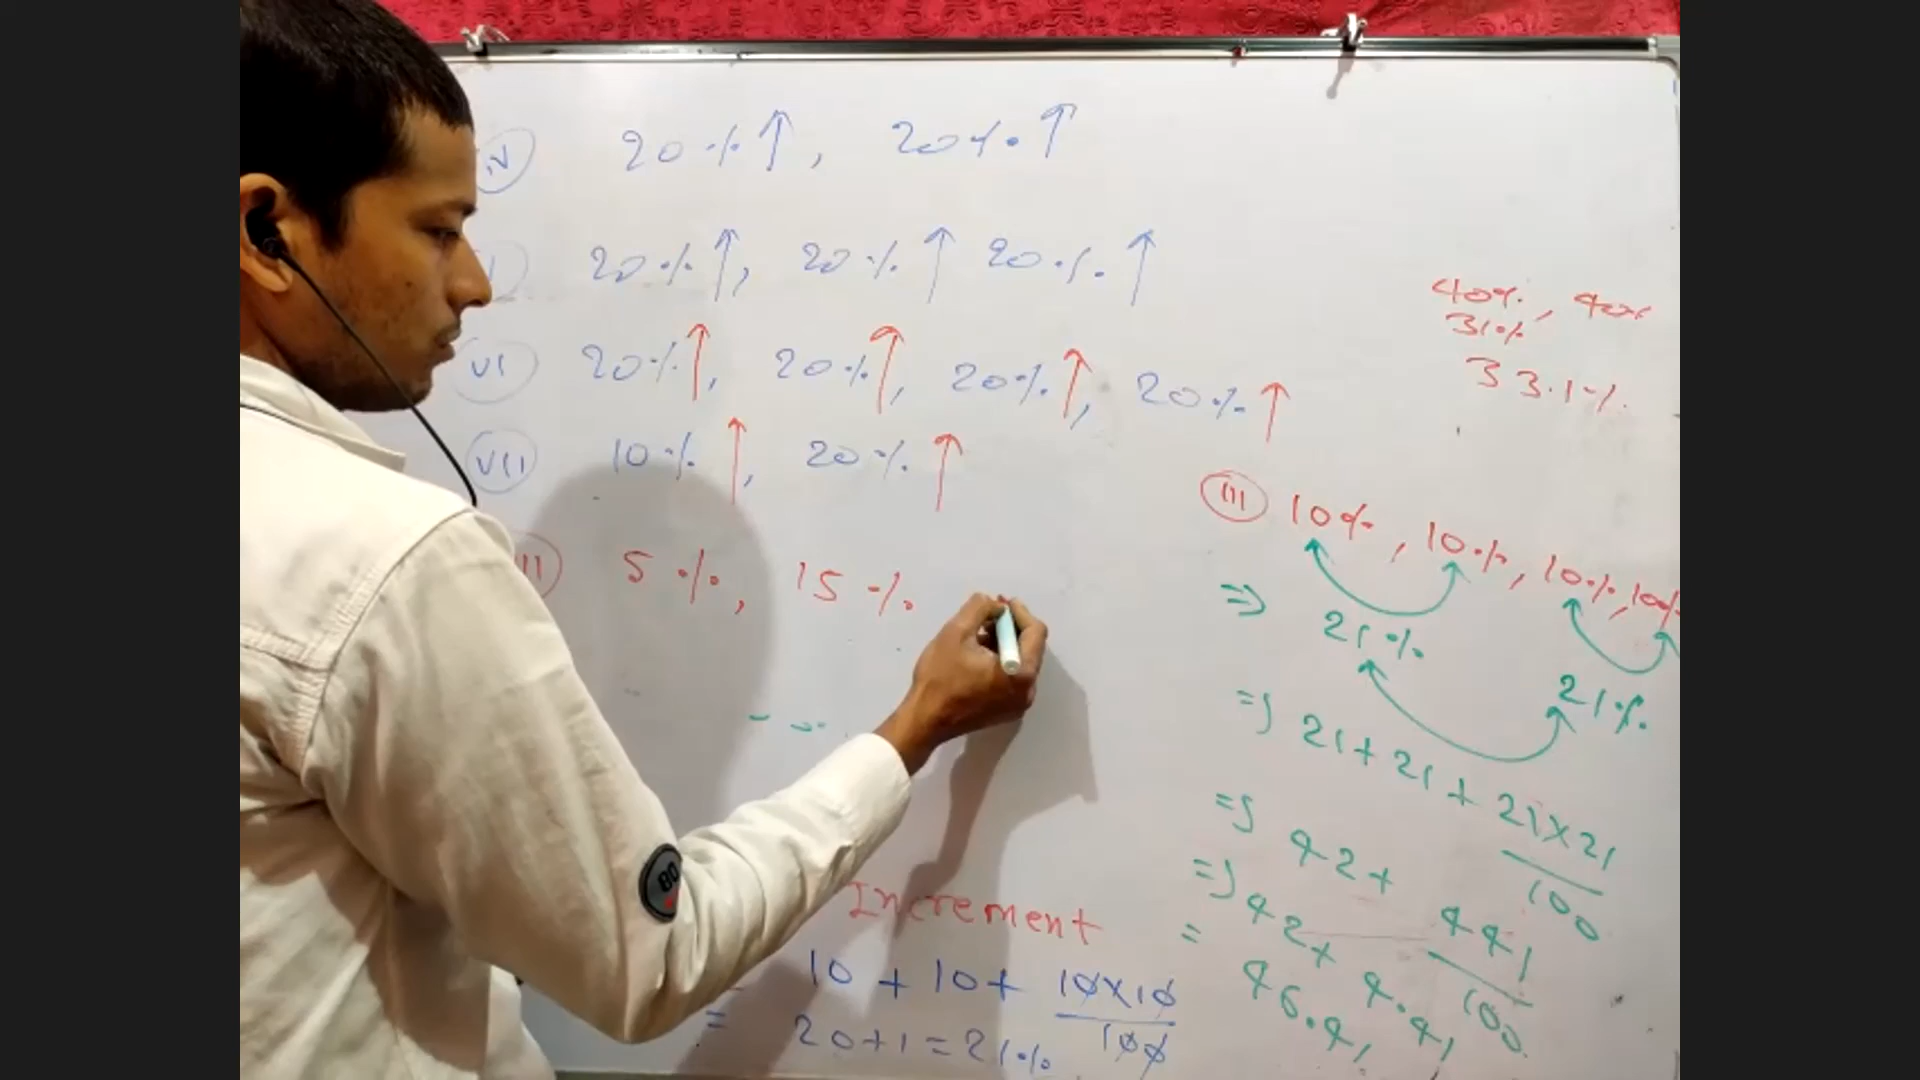 IV 20%↑, 20%↑
20%↑, 20%↑ 20%↑
VI 20%↑, 20%↑, 20%↑, 20%↑
VII 10%↑, 20%↑
III 5%, 15%
Increment
10 + 10 + 10×10/100
= 20+1 = 21%
40%, 40%
31%
33.1%
III 10%, 10%, 10%, 10%
⇒ 21% 21%
⇒ 21 + 21 + 21×21/100
⇒ 42 + 441/100
⇒ 42 + 4.41
= 46.41
80